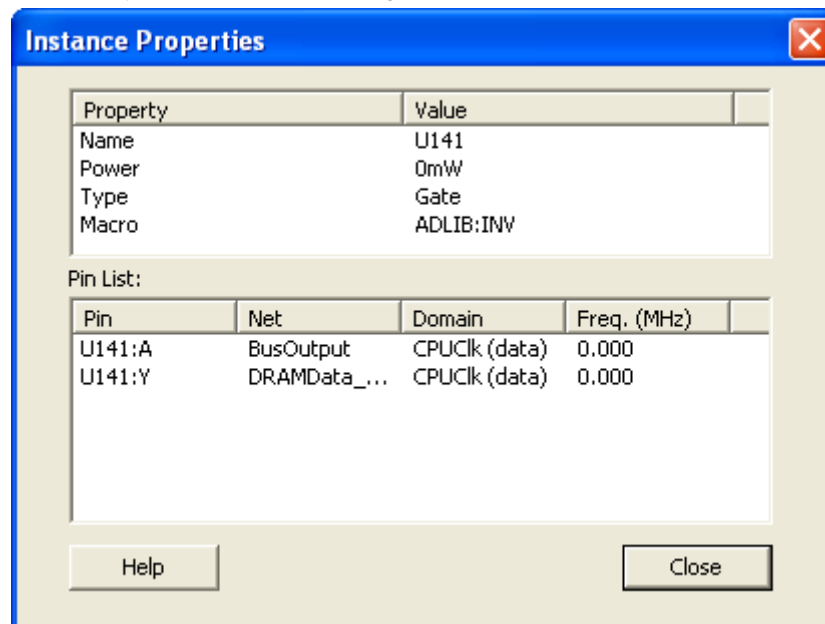 Instance Properties
Property Value
Name U141
Power 0mW
Type Gate
Macro ADLIB:INV
Pin List:
Pin Net Domain Freq. (MHz)
U141:A BusOutput CPUClk (data) 0.000
U141:Y DRAMData_... CPUClk (data) 0.000
Help Close